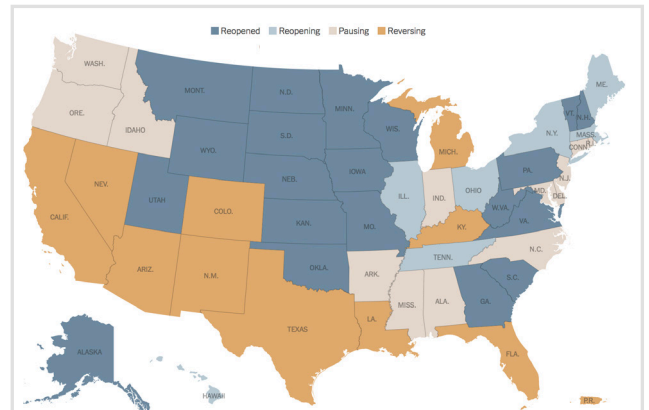 Reopened Reopening Pausing Reversing
WASH.
ORE.
IDAHO
MONT.
N.D.
MINN.
WIS.
MICH.
N.Y.
VT.
N.H.
ME.
MASS.
CONN.
R.I.
WYO.
S.D.
IOWA
NEB.
ILL.
IND.
OHIO
PA.
N.J.
MD.
DEL.
NEV.
UTAH
COLO.
KAN.
MO.
KY.
W.VA.
VA.
CALIF.
ARIZ.
N.M.
OKLA.
ARK.
TENN.
N.C.
S.C.
TEXAS
LA.
MISS.
ALA.
GA.
FLA.
ALASKA
HAWAII
P.R.